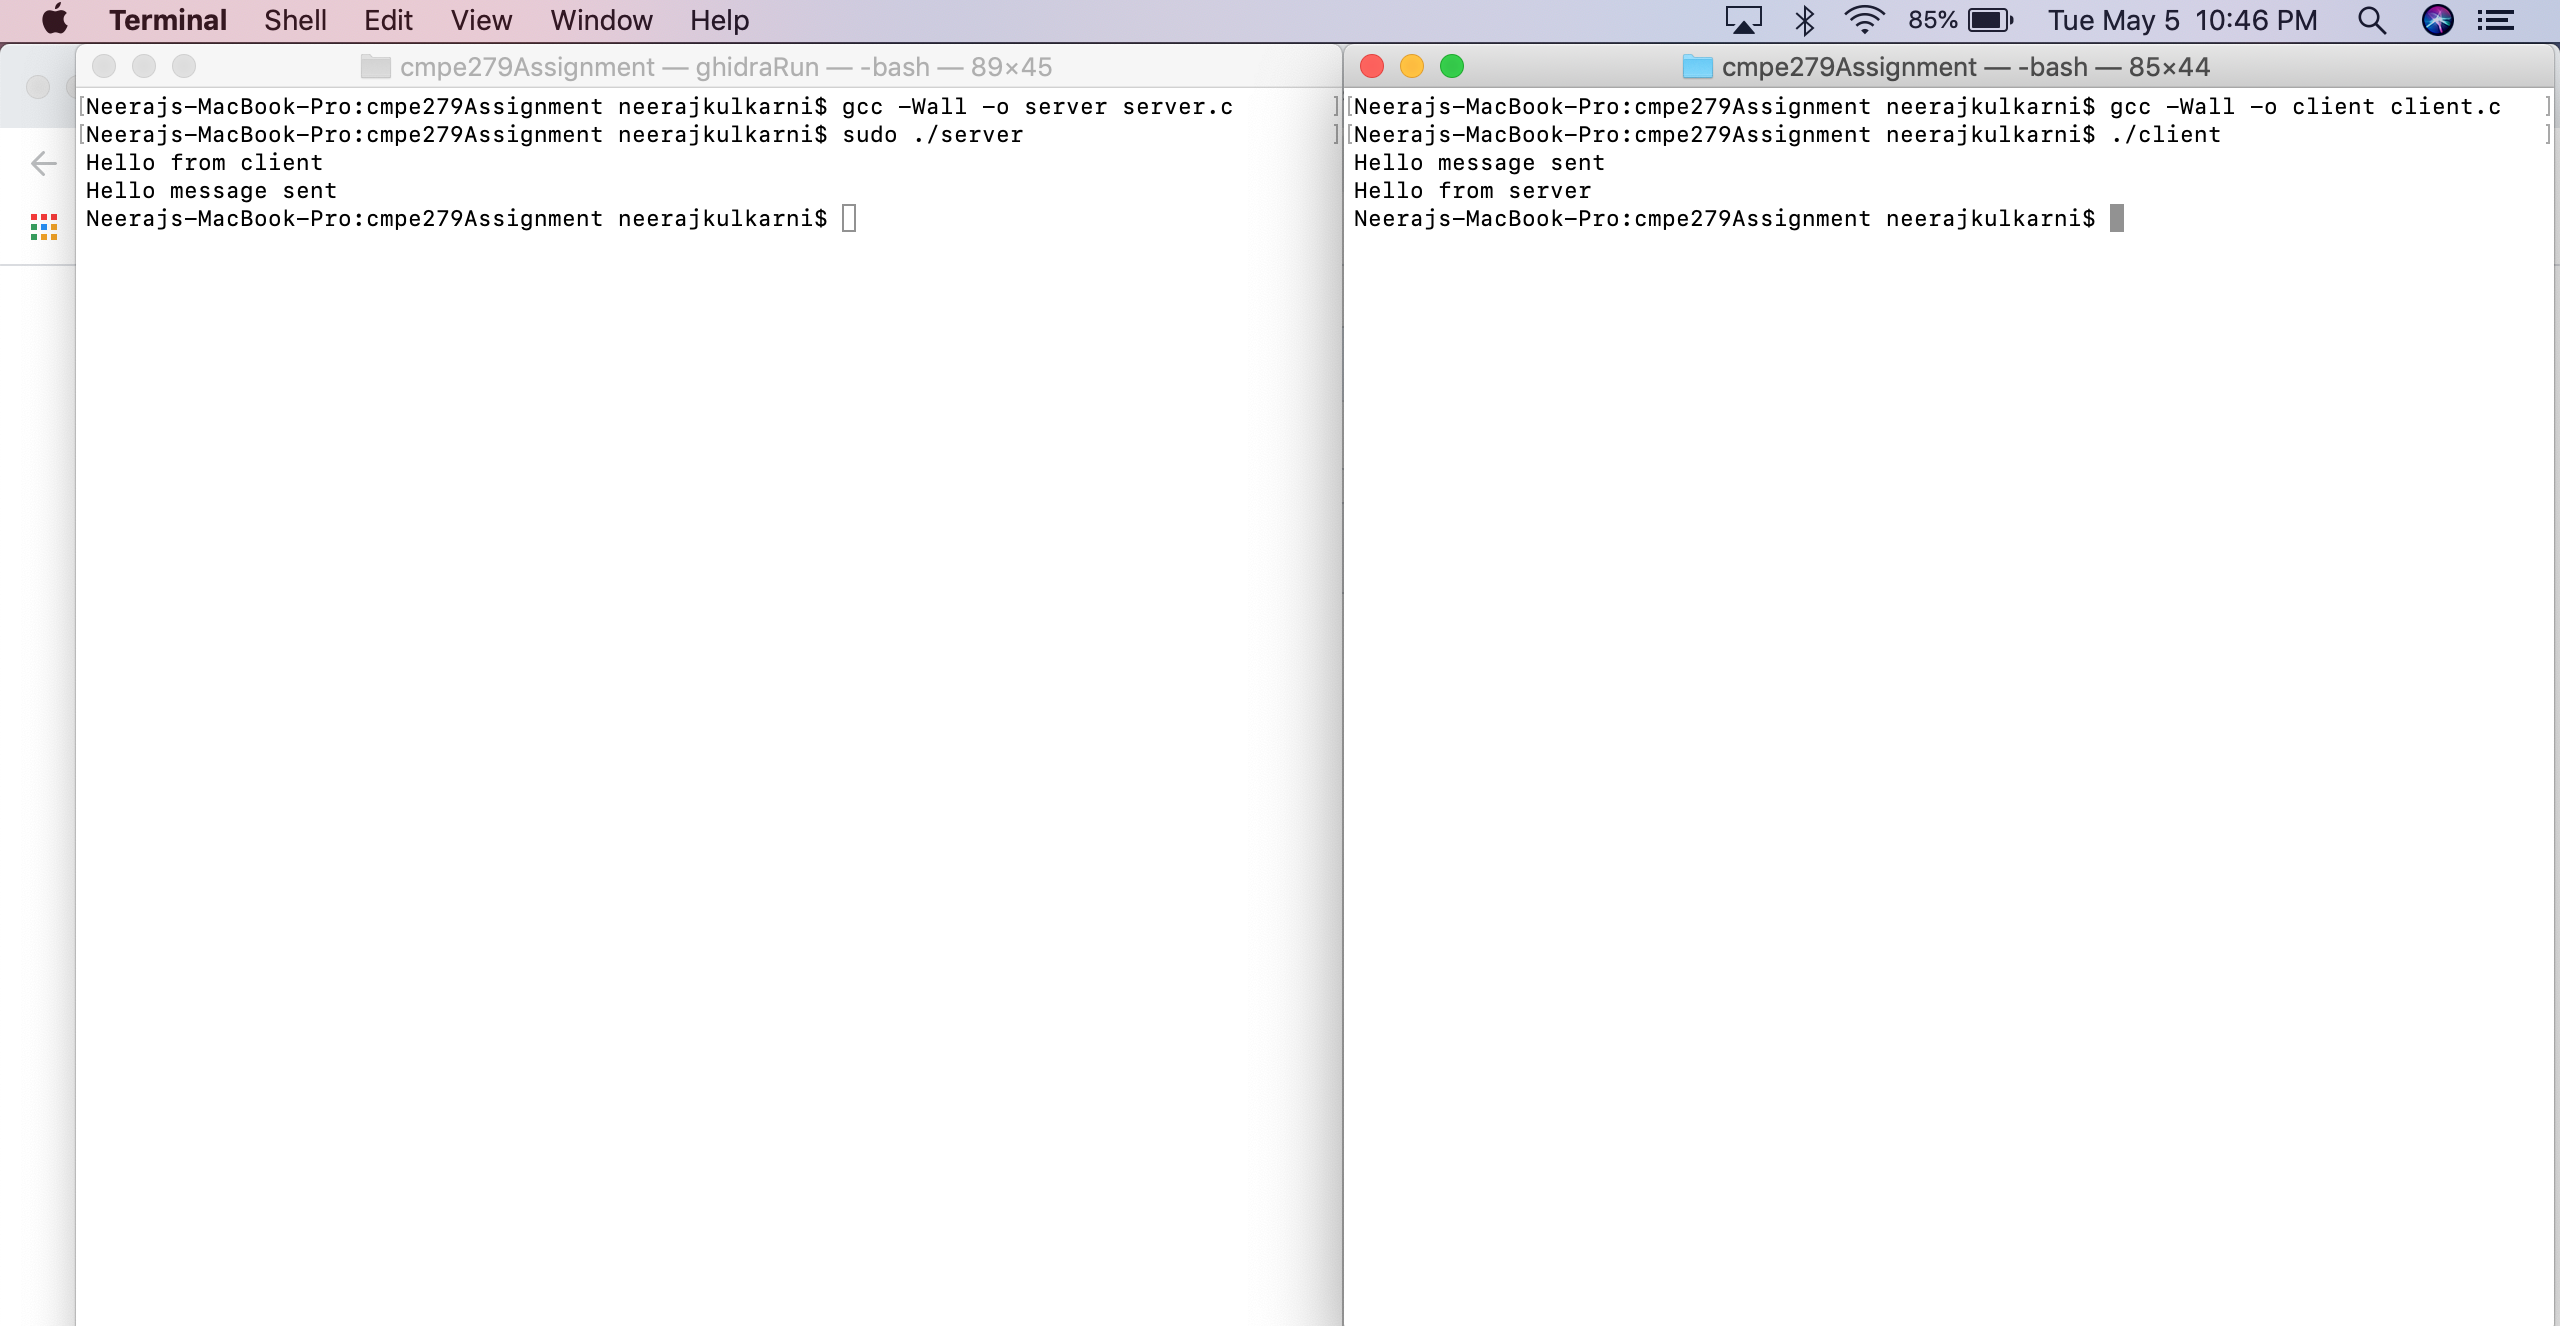 Terminal Shell Edit View Window Help 85% Tue May 5 10:46 PM
cmpe279Assignment — ghidraRun — -bash — 89×45
[Neerajs-MacBook-Pro:cmpe279Assignment neerajkulkarni$ gcc -Wall -o server server.c ]
[Neerajs-MacBook-Pro:cmpe279Assignment neerajkulkarni$ sudo ./server ]
Hello from client
Hello message sent
Neerajs-MacBook-Pro:cmpe279Assignment neerajkulkarni$
cmpe279Assignment — -bash — 85×44
[Neerajs-MacBook-Pro:cmpe279Assignment neerajkulkarni$ gcc -Wall -o client client.c ]
[Neerajs-MacBook-Pro:cmpe279Assignment neerajkulkarni$ ./client ]
Hello message sent
Hello from server
Neerajs-MacBook-Pro:cmpe279Assignment neerajkulkarni$